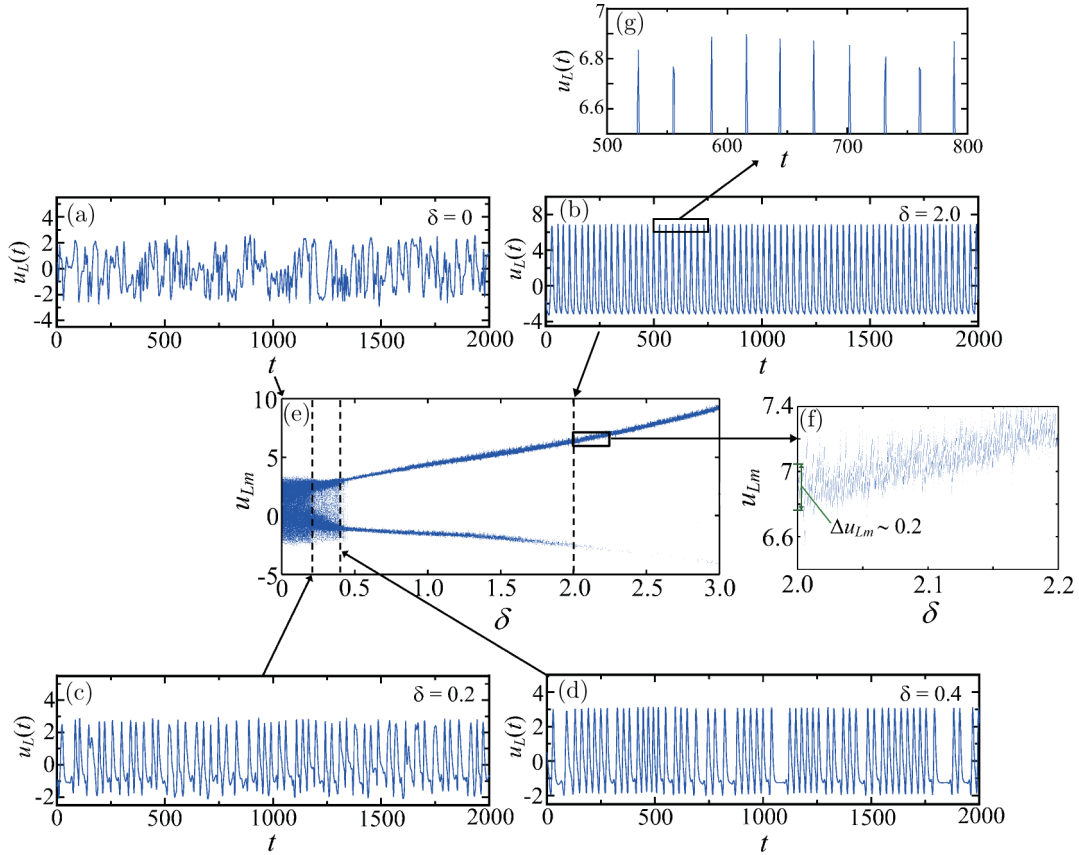 (g)
7
6.8
6.6
u_L(t)
500 600 700 800
t
(a)
δ = 0
4
2
0
-2
-4
u_L(t)
0 500 1000 1500 2000
t
(b)
δ = 2.0
8
4
0
-4
u_L(t)
0 500 1000 1500 2000
t
(e)
10
5
0
-5
u_Lm
0 0.5 1.0 1.5 2.0 2.5 3.0
δ
(f)
7.4
7
6.6
u_Lm
Δu_Lm ~ 0.2
2.0 2.1 2.2
δ
(c)
δ = 0.2
4
2
0
-2
u_L(t)
0 500 1000 1500 2000
t
(d)
δ = 0.4
4
2
0
-2
u_L(t)
0 500 1000 1500 2000
t